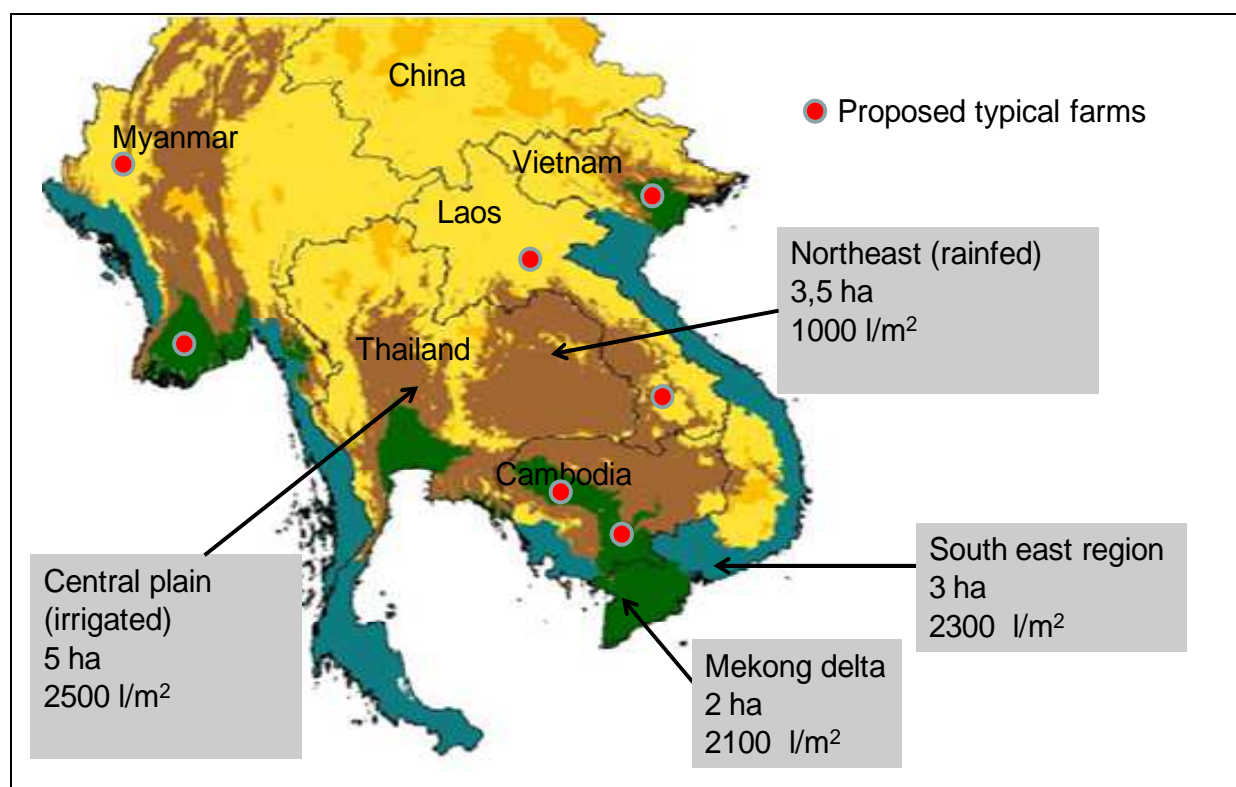 China
Proposed typical farms
Myanmar
Vietnam
Laos
Northeast (rainfed)
3,5 ha
1000 l/m²
Thailand
Cambodia
Central plain
(irrigated)
5 ha
2500 l/m²
South east region
3 ha
2300 l/m²
Mekong delta
2 ha
2100 l/m²